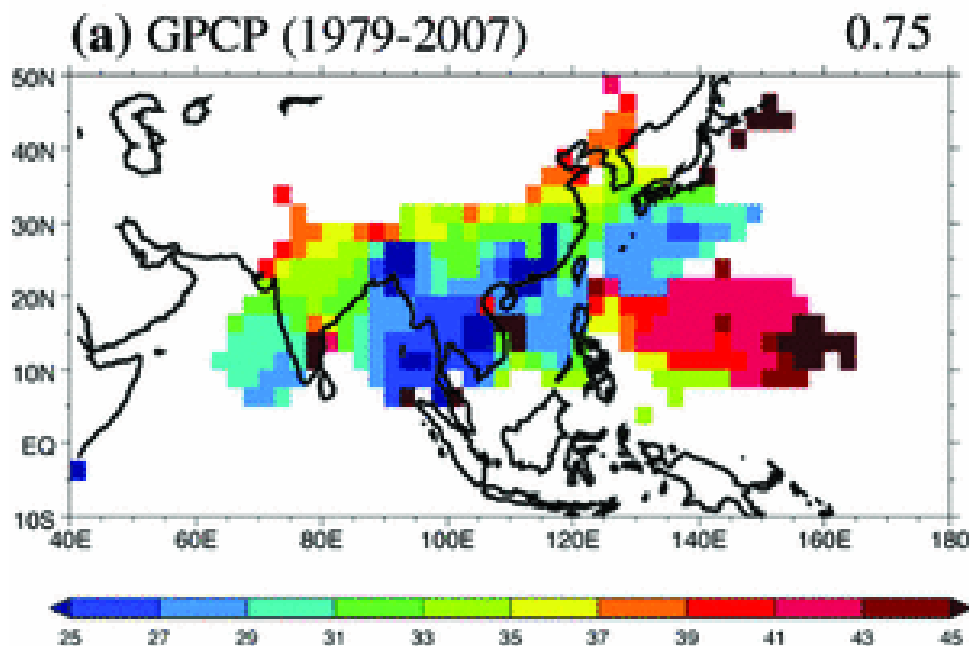 (a) GPCP (1979-2007) 0.75
50N
40N
30N
20N
10N
EQ
10S
40E 60E 80E 100E 120E 140E 160E 180
25 27 29 31 33 35 37 39 41 43 45